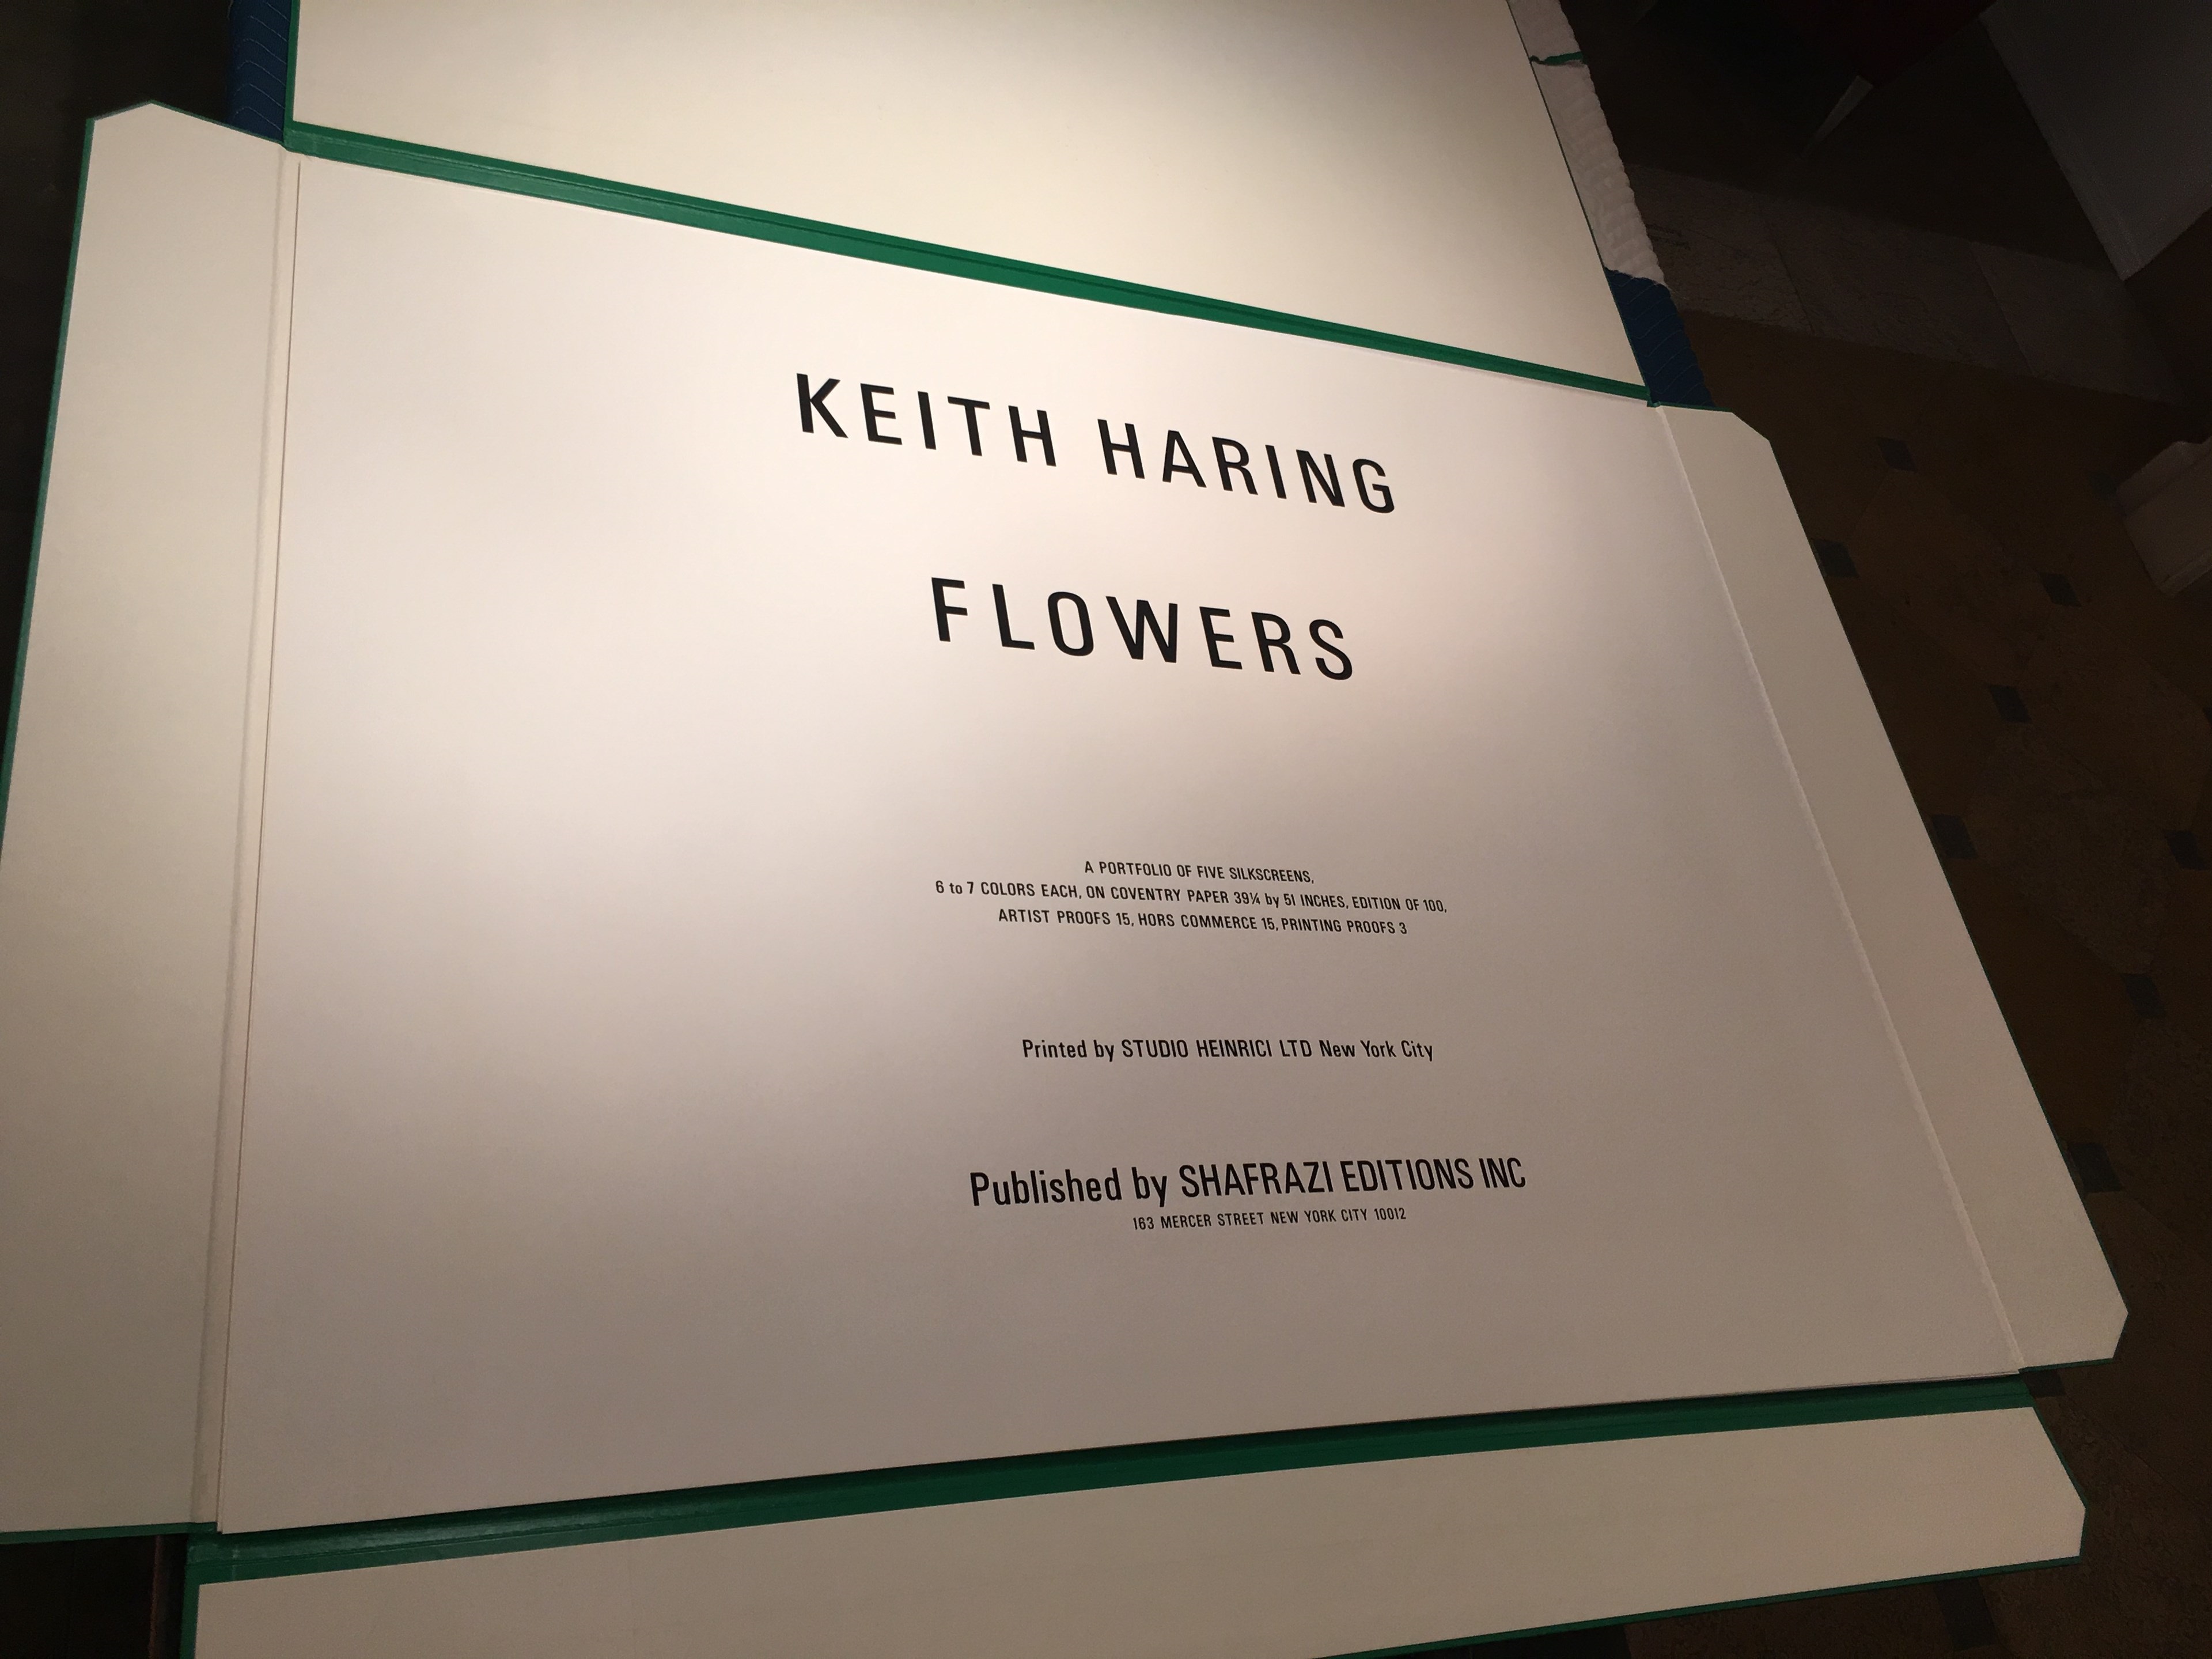 KEITH HARING
FLOWERS
A PORTFOLIO OF FIVE SILKSCREENS,
6 to 7 COLORS EACH, ON COVENTRY PAPER 39¼ by 51 INCHES, EDITION OF 100,
ARTIST PROOFS 15, HORS COMMERCE 15, PRINTING PROOFS 3
Printed by STUDIO HEINRICI LTD New York City
Published by SHAFRAZI EDITIONS INC
163 MERCER STREET NEW YORK CITY 10012